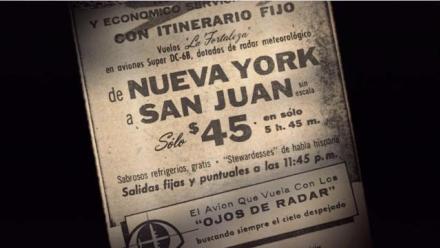 Y ECONOMICO SERVICIO
CON ITINERARIO FIJO
Vuelos "La Fortaleza"
en aviones Super DC-6B, dotados de radar meteorológico
de NUEVA YORK
a SAN JUAN sin escala
Sólo $45 en sólo
5 h. 45 m.
Sabrosos refrigerios, gratis · "Stewardesses" de habla hispana
Salidas fijas y puntuales a las 11:45 p.m.
El Avion Que Vuela Con Los
"OJOS DE RADAR"
buscando siempre el cielo despejado